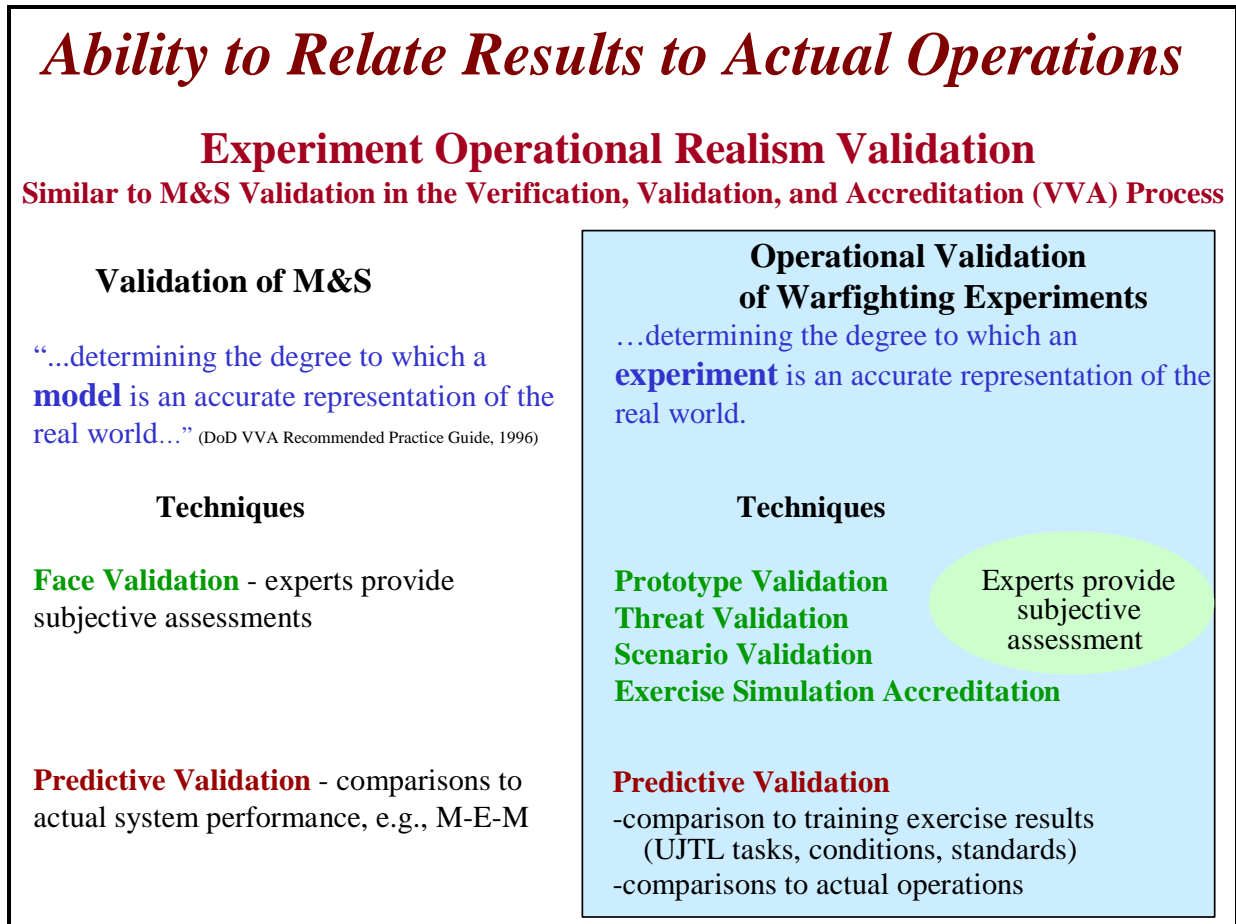 Ability to Relate Results to Actual Operations
Experiment Operational Realism Validation
Similar to M&S Validation in the Verification, Validation, and Accreditation (VVA) Process
Validation of M&S
“...determining the degree to which a
model is an accurate representation of the
real world...” (DoD VVA Recommended Practice Guide, 1996)
Techniques
Face Validation - experts provide
subjective assessments
Predictive Validation - comparisons to
actual system performance, e.g., M-E-M
Operational Validation
of Warfighting Experiments
…determining the degree to which an
experiment is an accurate representation of the
real world.
Techniques
Prototype Validation
Threat Validation
Scenario Validation
Exercise Simulation Accreditation
Experts provide
subjective
assessment
Predictive Validation
-comparison to training exercise results
(UJTL tasks, conditions, standards)
-comparisons to actual operations